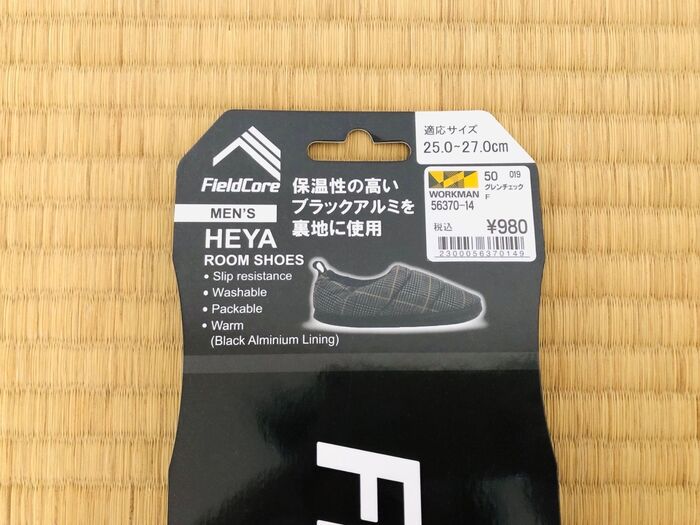 FieldCore
MEN'S
HEYA
ROOM SHOES
• Slip resistance
• Washable
• Packable
• Warm
(Black Alminium Lining)
保温性の高い
ブラックアルミを
裏地に使用
適応サイズ
25.0~27.0cm
WORKMAN
50 019
グレンチェック
F
56370-14
税込 ¥980
2300056370149
F